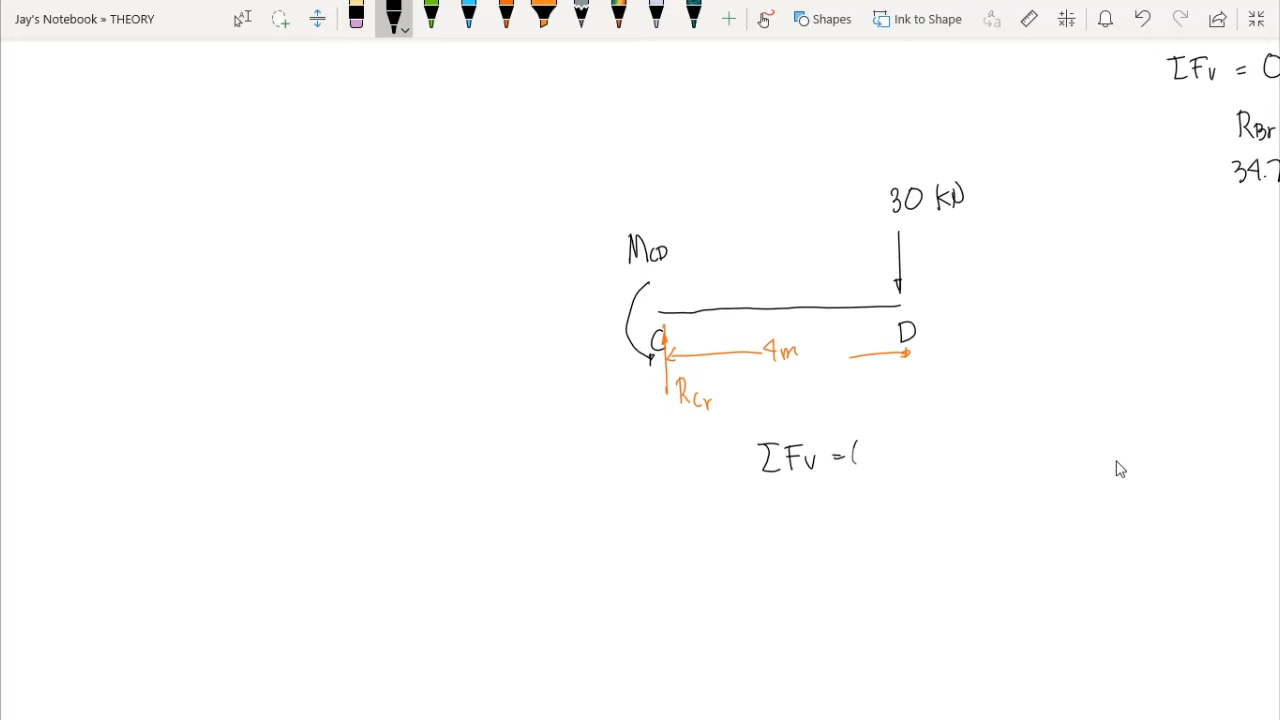 Jay's Notebook » THEORY
Shapes
Ink to Shape
ΣFv = 0
RBr
34.7
30 KN
MCD
C
D
4m
RCr
ΣFv = (